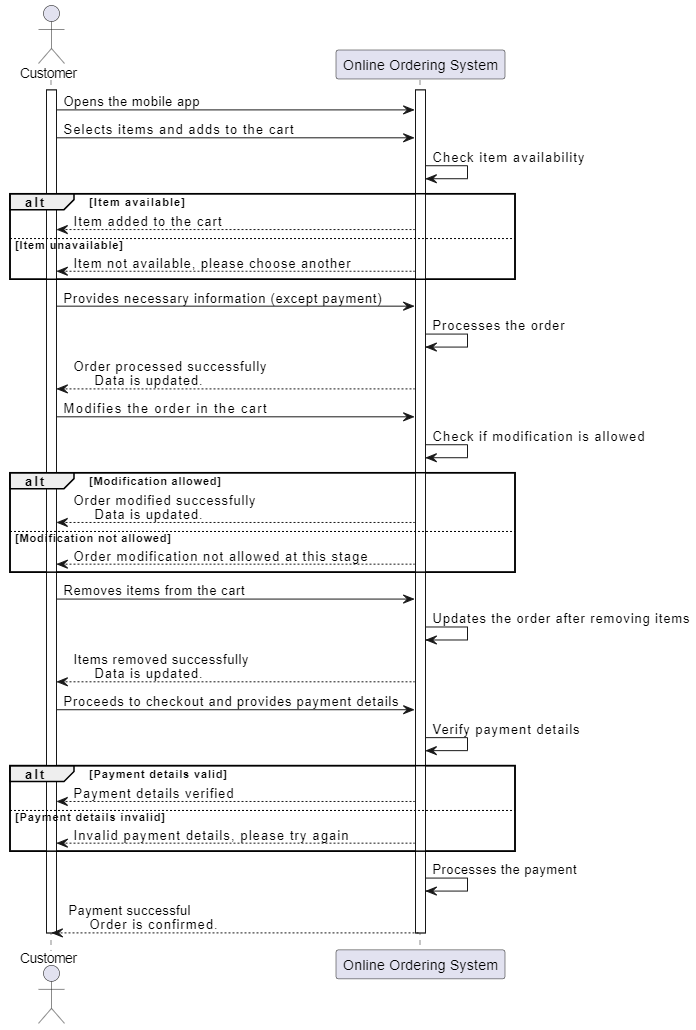 Customer
Online Ordering System
Opens the mobile app
Selects items and adds to the cart
Check item availability
alt [Item available]
Item added to the cart
[Item unavailable]
Item not available, please choose another
Provides necessary information (except payment)
Processes the order
Order processed successfully
Data is updated.
Modifies the order in the cart
Check if modification is allowed
alt [Modification allowed]
Order modified successfully
Data is updated.
[Modification not allowed]
Order modification not allowed at this stage
Removes items from the cart
Updates the order after removing items
Items removed successfully
Data is updated.
Proceeds to checkout and provides payment details
Verify payment details
alt [Payment details valid]
Payment details verified
[Payment details invalid]
Invalid payment details, please try again
Processes the payment
Payment successful
Order is confirmed.
Customer
Online Ordering System